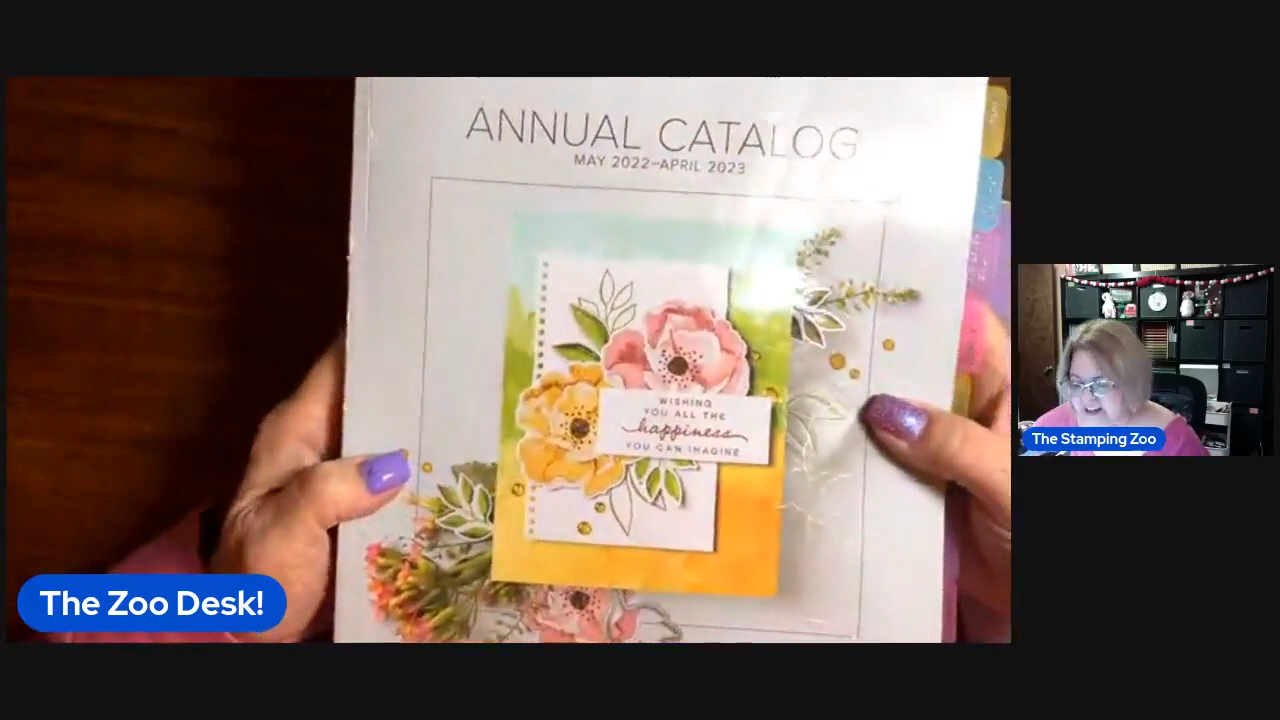 ANNUAL CATALOG
MAY 2022–APRIL 2023
WISHING
YOU ALL THE
happiness
YOU CAN IMAGINE
The Zoo Desk!
The Stamping Zoo